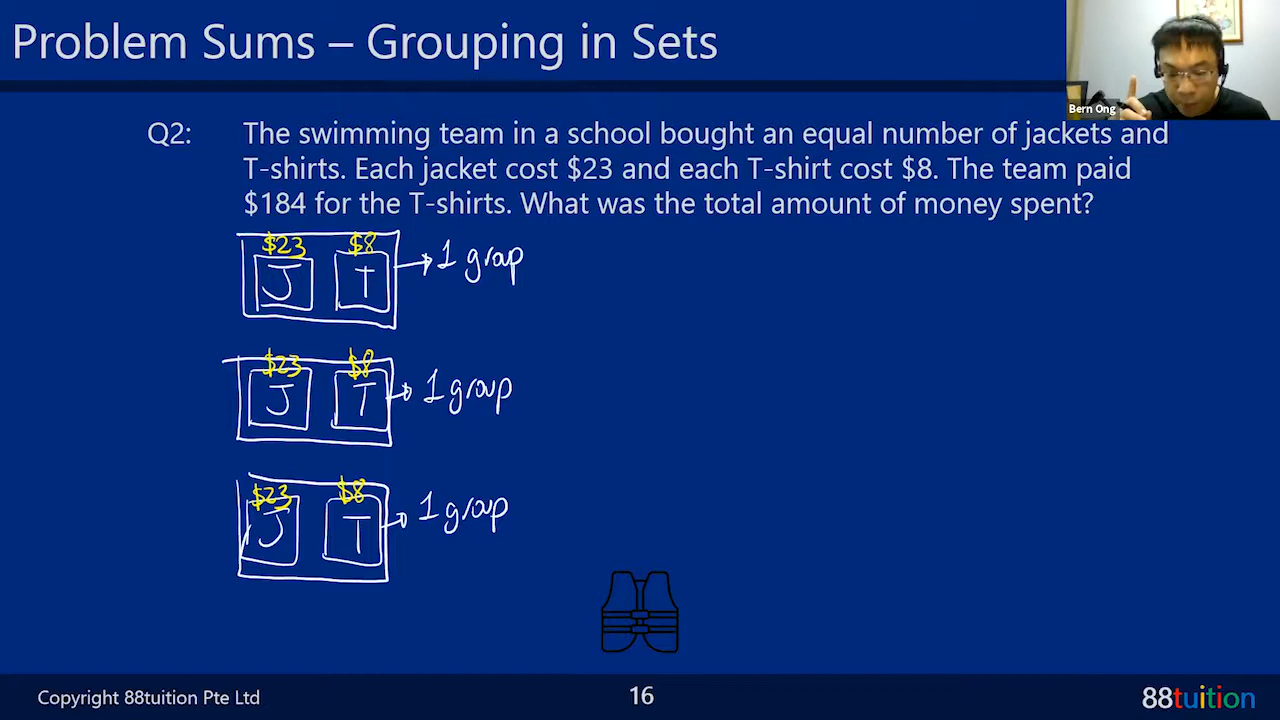 Problem Sums – Grouping in Sets
Bern Ong
Q2: The swimming team in a school bought an equal number of jackets and
T-shirts. Each jacket cost $23 and each T-shirt cost $8. The team paid
$184 for the T-shirts. What was the total amount of money spent?
$23 $8
J T → 1 group
$23 $8
J T → 1 group
$23 $8
J T → 1 group
Copyright 88tuition Pte Ltd
16
88tuition